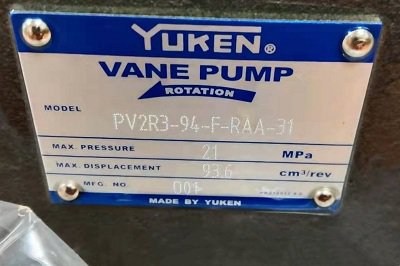 YUKEN®
VANE PUMP
ROTATION
MODEL PV2R3-94-F-RAA-31
MAX. PRESSURE 21 MPa
MAX. DISPLACEMENT 93.6 cm³/rev
MFG. NO. 001
MADE BY YUKEN